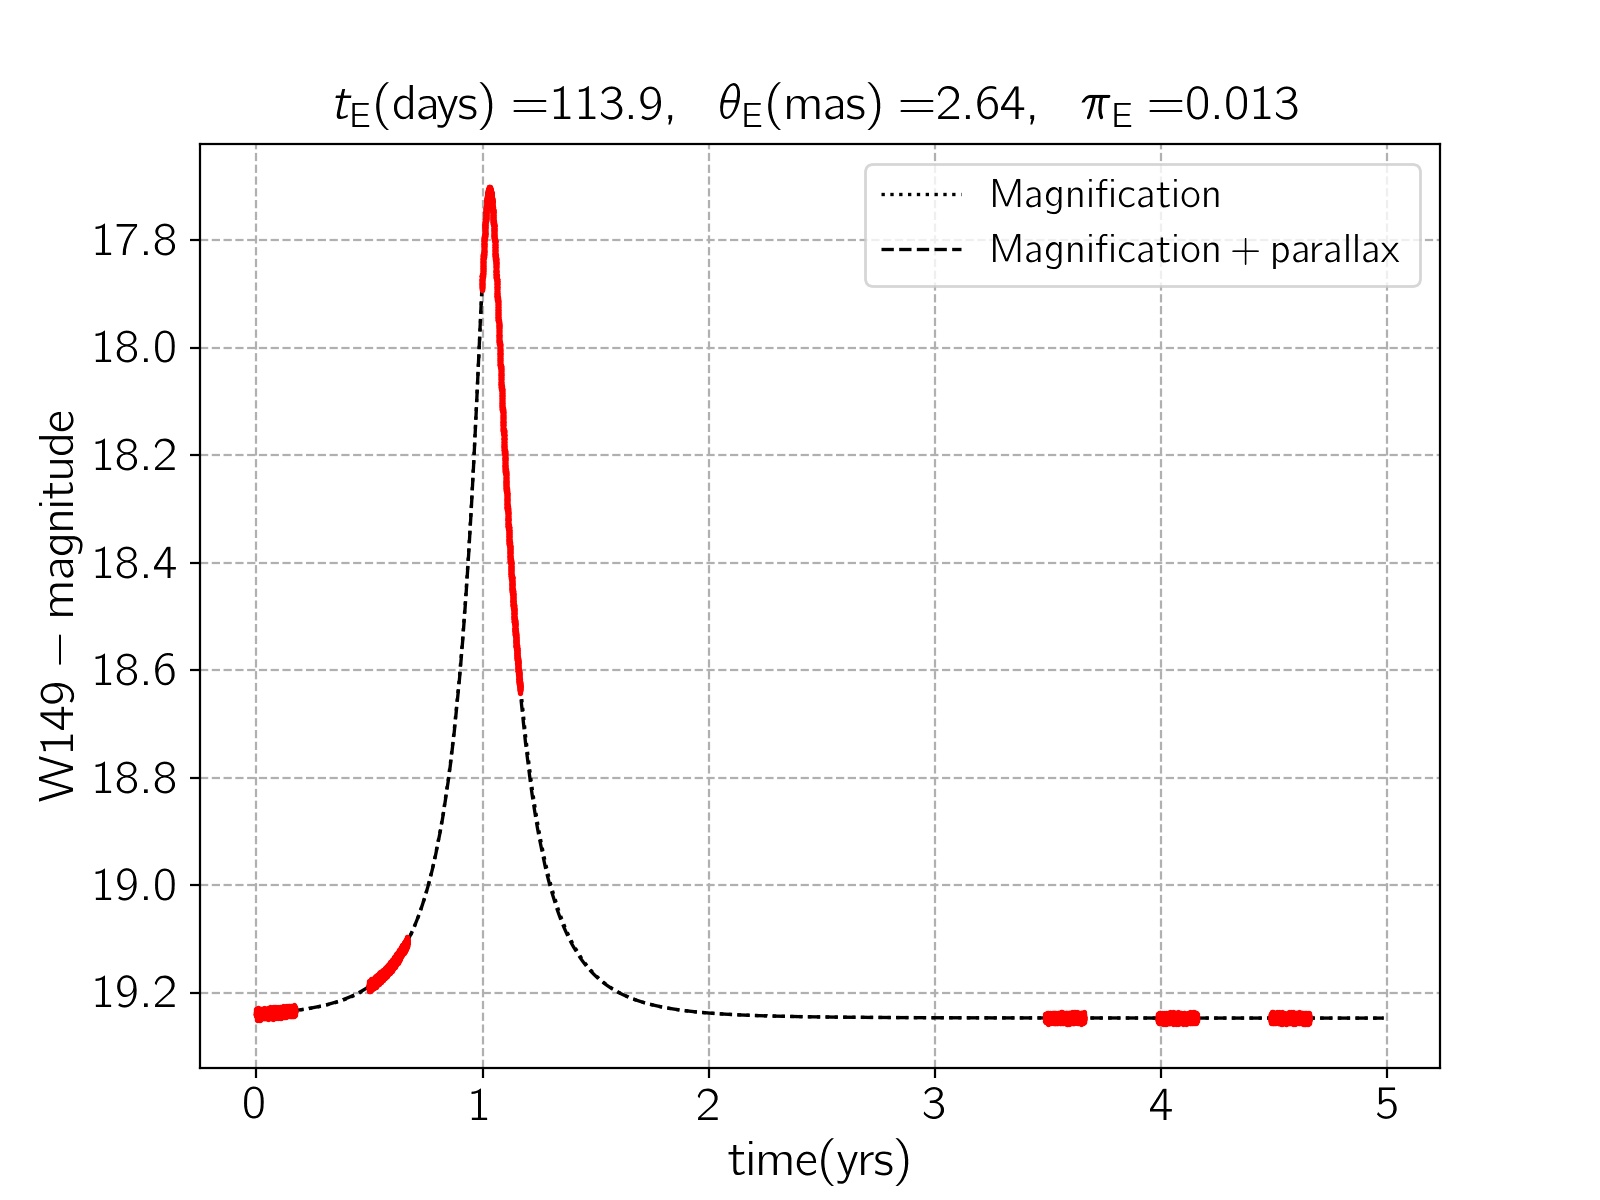 t_E(days) =113.9, θ_E(mas) =2.64, π_E =0.013
Magnification
Magnification + parallax
17.8
18.0
18.2
18.4
18.6
18.8
19.0
19.2
W149 − magnitude
0 1 2 3 4 5
time(yrs)